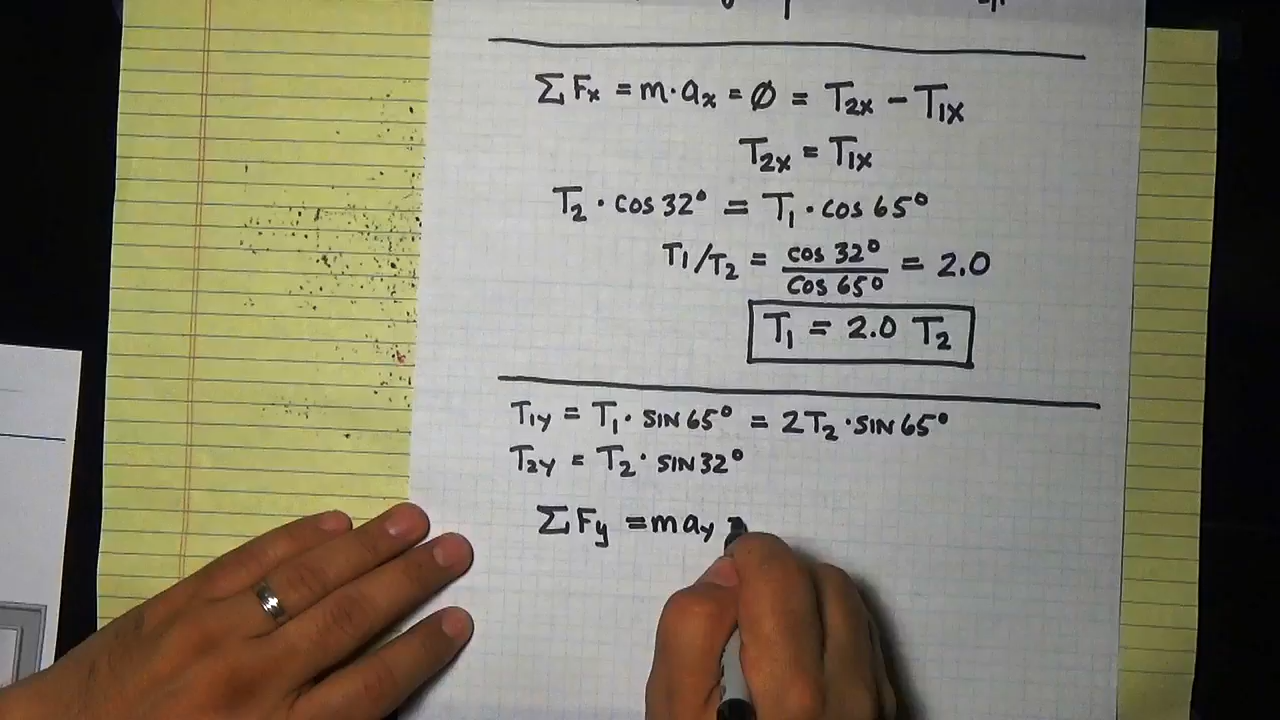 ΣFx = m·ax = Ø = T2x − T1x
T2x = T1x
T2 · cos 32° = T1 · cos 65°
T1/T2 = cos 32° / cos 65° = 2.0
T1 = 2.0 T2
T1y = T1 · SIN 65° = 2T2 · SIN 65°
T2y = T2 · SIN 32°
ΣFy = may =